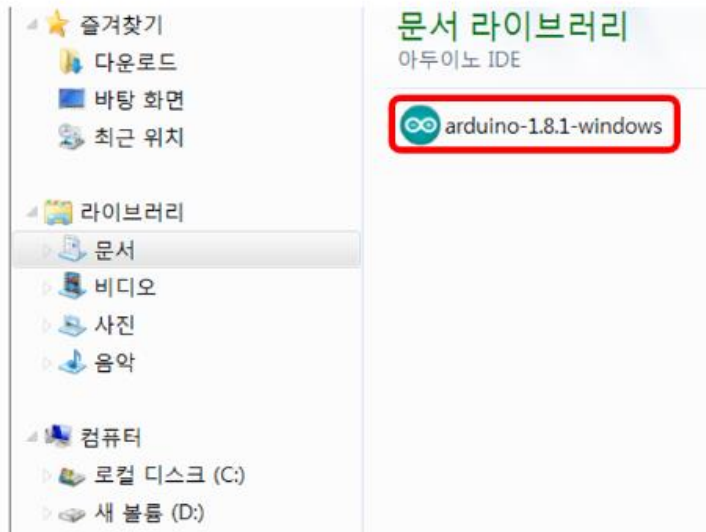 즐겨찾기
다운로드
바탕 화면
최근 위치
라이브러리
문서
비디오
사진
음악
컴퓨터
로컬 디스크 (C:)
새 볼륨 (D:)
문서 라이브러리
아두이노 IDE
arduino-1.8.1-windows